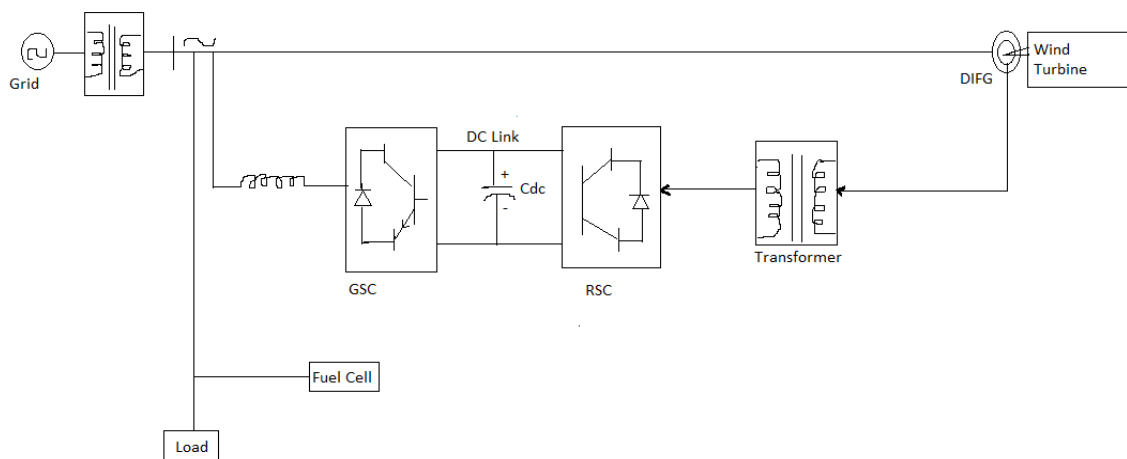 Grid
DIFG
Wind
Turbine
DC Link
+
Cdc
-
GSC
RSC
Transformer
Fuel Cell
Load